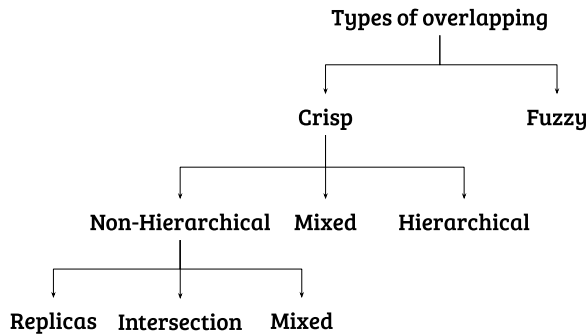 Types of overlapping
Crisp
Fuzzy
Non-Hierarchical
Mixed
Hierarchical
Replicas
Intersection
Mixed